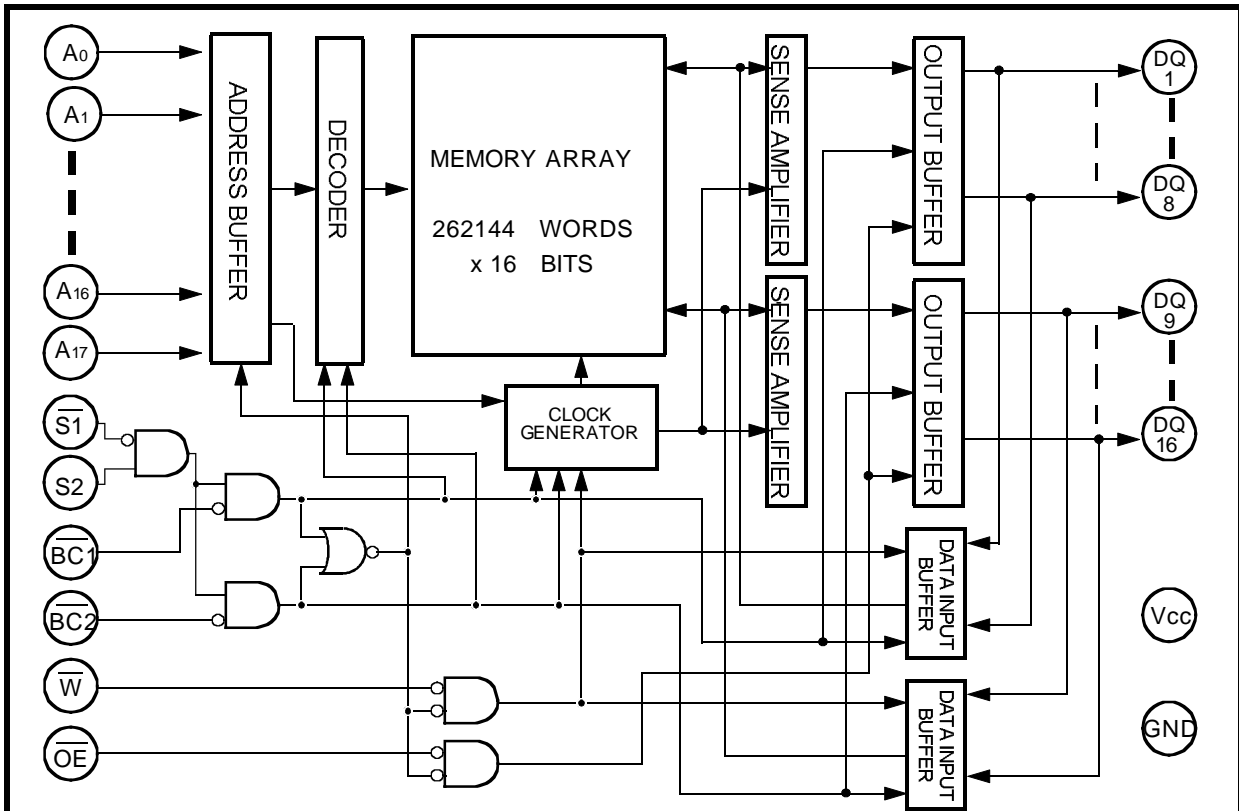 A0
A1
A16
A17
S1
S2
BC1
BC2
W
OE
ADDRESS BUFFER
DECODER
MEMORY ARRAY
262144 WORDS
x 16 BITS
CLOCK
GENERATOR
SENSE AMPLIFIER
SENSE AMPLIFIER
OUTPUT BUFFER
OUTPUT BUFFER
DATA INPUT
BUFFER
DATA INPUT
BUFFER
DQ
1
DQ
8
DQ
9
DQ
16
Vcc
GND